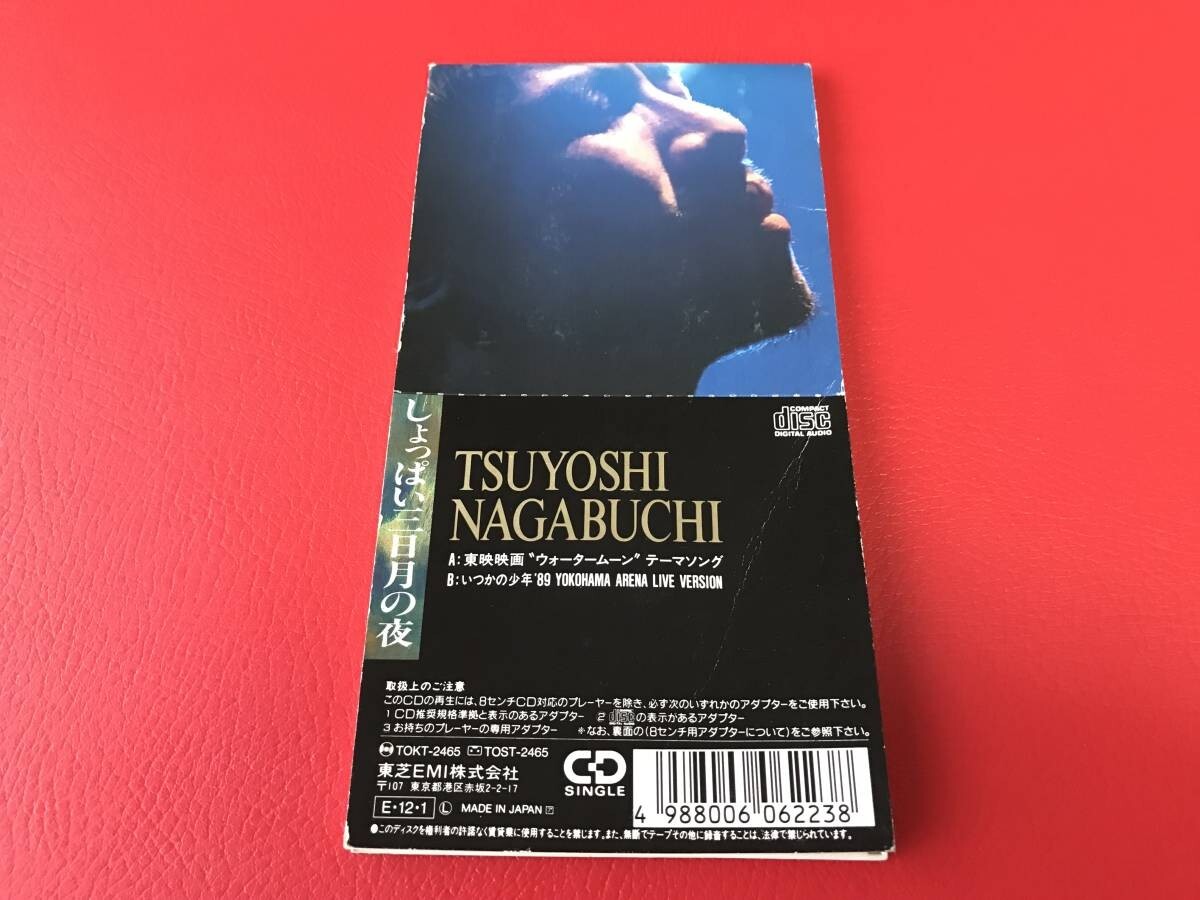 しょっぱい三日月の夜
COMPACT
disc
DIGITAL AUDIO
TSUYOSHI
NAGABUCHI
A:東映映画"ウォータームーン"テーマソング
B:いつかの少年'89 YOKOHAMA ARENA LIVE VERSION
取扱上のご注意
このCDの再生には、8センチCD対応のプレーヤーを除き、必ず次のいずれかのアダプターをご使用下さい。
1 CD推奨規格準拠と表示のあるアダプター 2 discの表示があるアダプター
3 お持ちのプレーヤーの専用アダプター ※なお、裏面の(8センチ用アダプターについて)をご参照下さい。
TOKT-2465 TOST-2465
東芝EMI株式会社
〒107 東京都港区赤坂2-2-17
E・12・1 Ⓛ MADE IN JAPAN
CD
SINGLE
4 988006 062238
●このディスクを権利者の許諾なく賃貸業に使用することを禁じます。また、無断でテープその他に録音することは、法律で禁じられています。